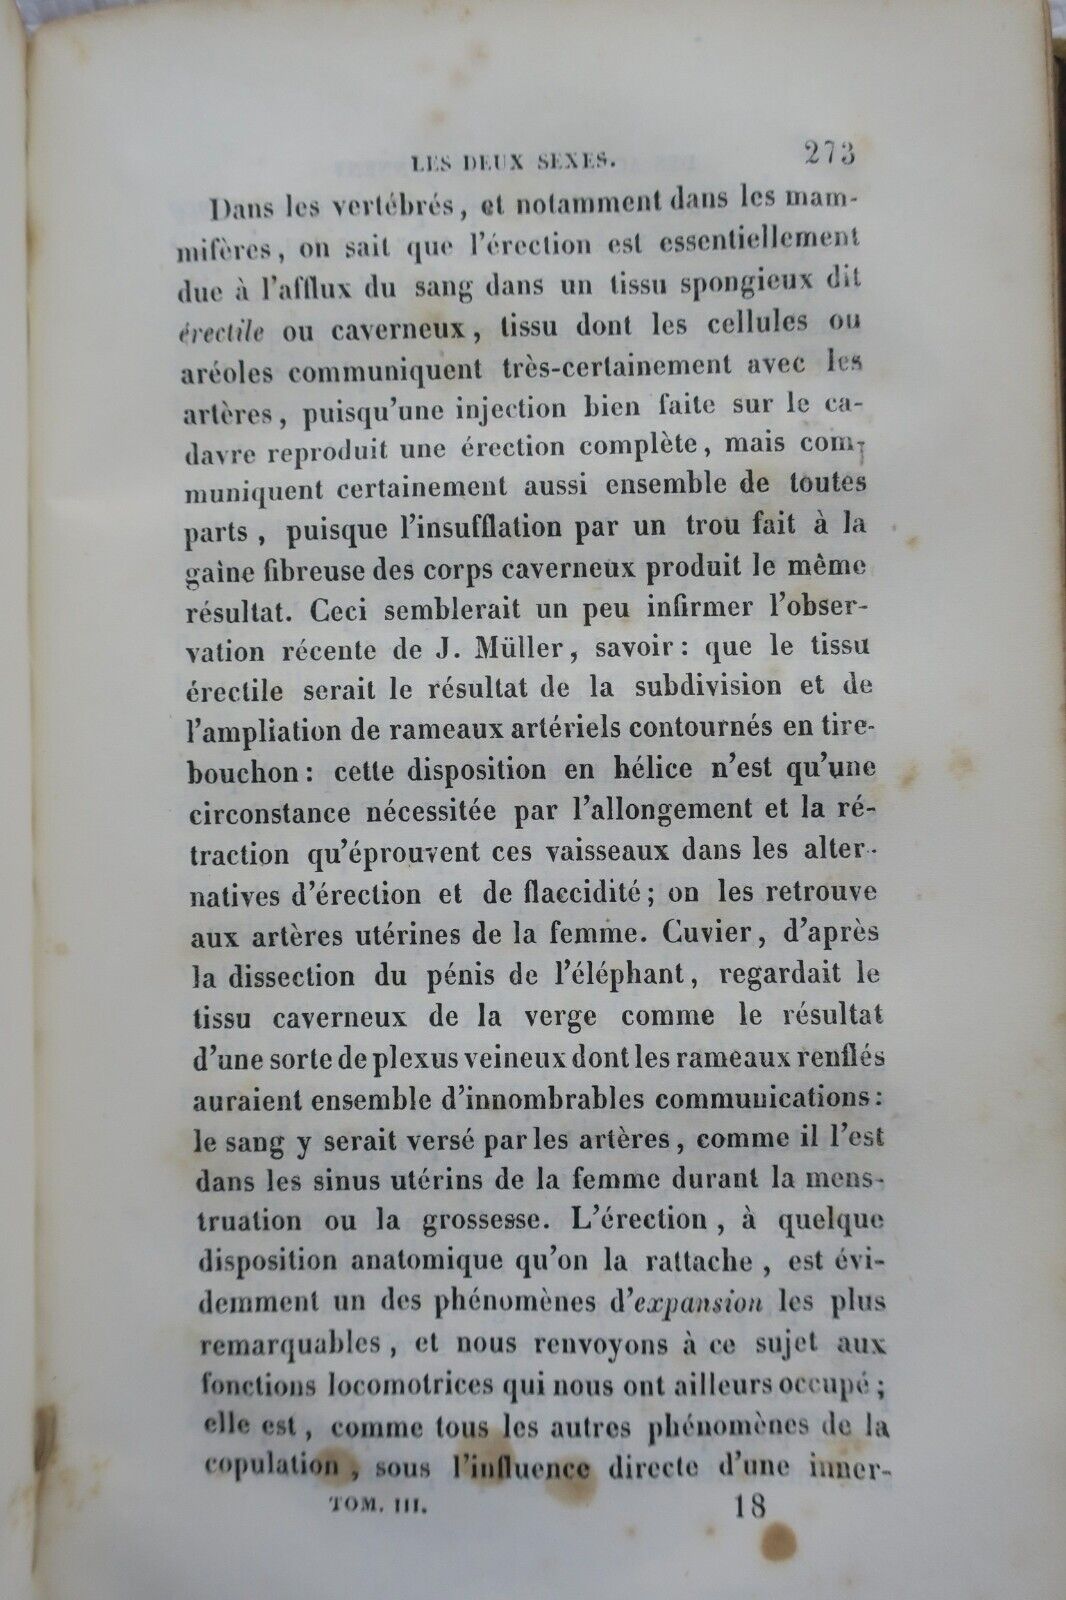 LES DEUX SEXES. 273
Dans les vertébrés, et notamment dans les mam-
mifères, on sait que l'érection est essentiellement
due à l'afflux du sang dans un tissu spongieux dit
érectile ou caverneux, tissu dont les cellules ou
aréoles communiquent très-certainement avec les
artères, puisqu'une injection bien faite sur le ca-
davre reproduit une érection complète, mais com-
muniquent certainement aussi ensemble de toutes
parts, puisque l'insufflation par un trou fait à la
gaîne fibreuse des corps caverneux produit le même
résultat. Ceci semblerait un peu infirmer l'obser-
vation récente de J. Müller, savoir: que le tissu
érectile serait le résultat de la subdivision et de
l'ampliation de rameaux artériels contournés en tire-
bouchon: cette disposition en hélice n'est qu'une
circonstance nécessitée par l'allongement et la ré-
traction qu'éprouvent ces vaisseaux dans les alter-
natives d'érection et de flaccidité; on les retrouve
aux artères utérines de la femme. Cuvier, d'après
la dissection du pénis de l'éléphant, regardait le
tissu caverneux de la verge comme le résultat
d'une sorte de plexus veineux dont les rameaux renflés
auraient ensemble d'innombrables communications:
le sang y serait versé par les artères, comme il l'est
dans les sinus utérins de la femme durant la mens-
truation ou la grossesse. L'érection, à quelque
disposition anatomique qu'on la rattache, est évi-
demment un des phénomènes d'expansion les plus
remarquables, et nous renvoyons à ce sujet aux
fonctions locomotrices qui nous ont ailleurs occupé;
elle est, comme tous les autres phénomènes de la
copulation, sous l'influence directe d'une inner-
TOM. III. 18